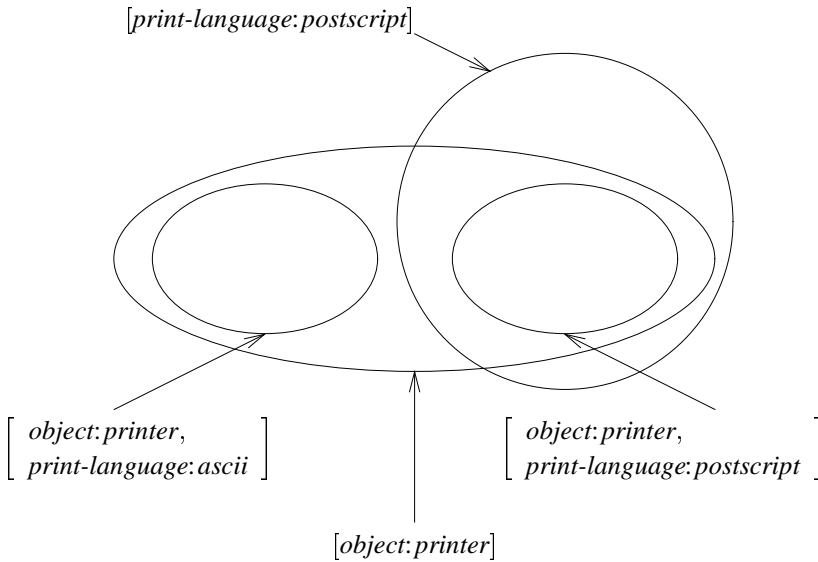 [print-language:postscript]
[ object:printer,
print-language:ascii ]
[ object:printer,
print-language:postscript ]
[object:printer]